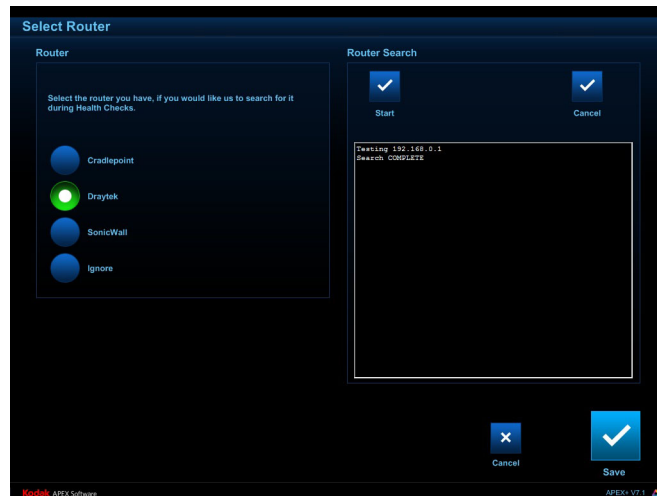 Select Router
Router
Select the router you have, if you would like us to search for it
during Health Checks.
Cradlepoint
Draytek
SonicWall
Ignore
Router Search
Start
Cancel
Testing 192.168.0.1
Search COMPLETE
Cancel
Save
Kodak APEX Software
APEX+ V7.1